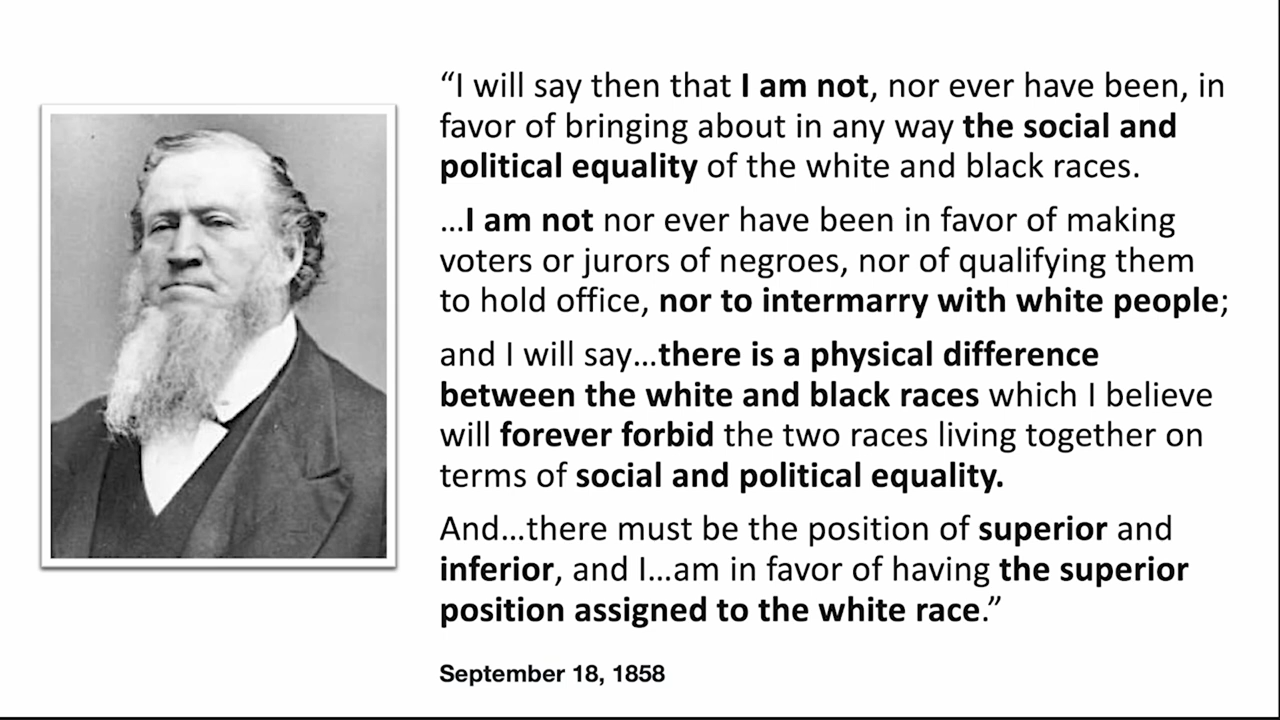 “I will say then that I am not, nor ever have been, in
favor of bringing about in any way the social and
political equality of the white and black races.
…I am not nor ever have been in favor of making
voters or jurors of negroes, nor of qualifying them
to hold office, nor to intermarry with white people;
and I will say…there is a physical difference
between the white and black races which I believe
will forever forbid the two races living together on
terms of social and political equality.
And…there must be the position of superior and
inferior, and I…am in favor of having the superior
position assigned to the white race.”
September 18, 1858